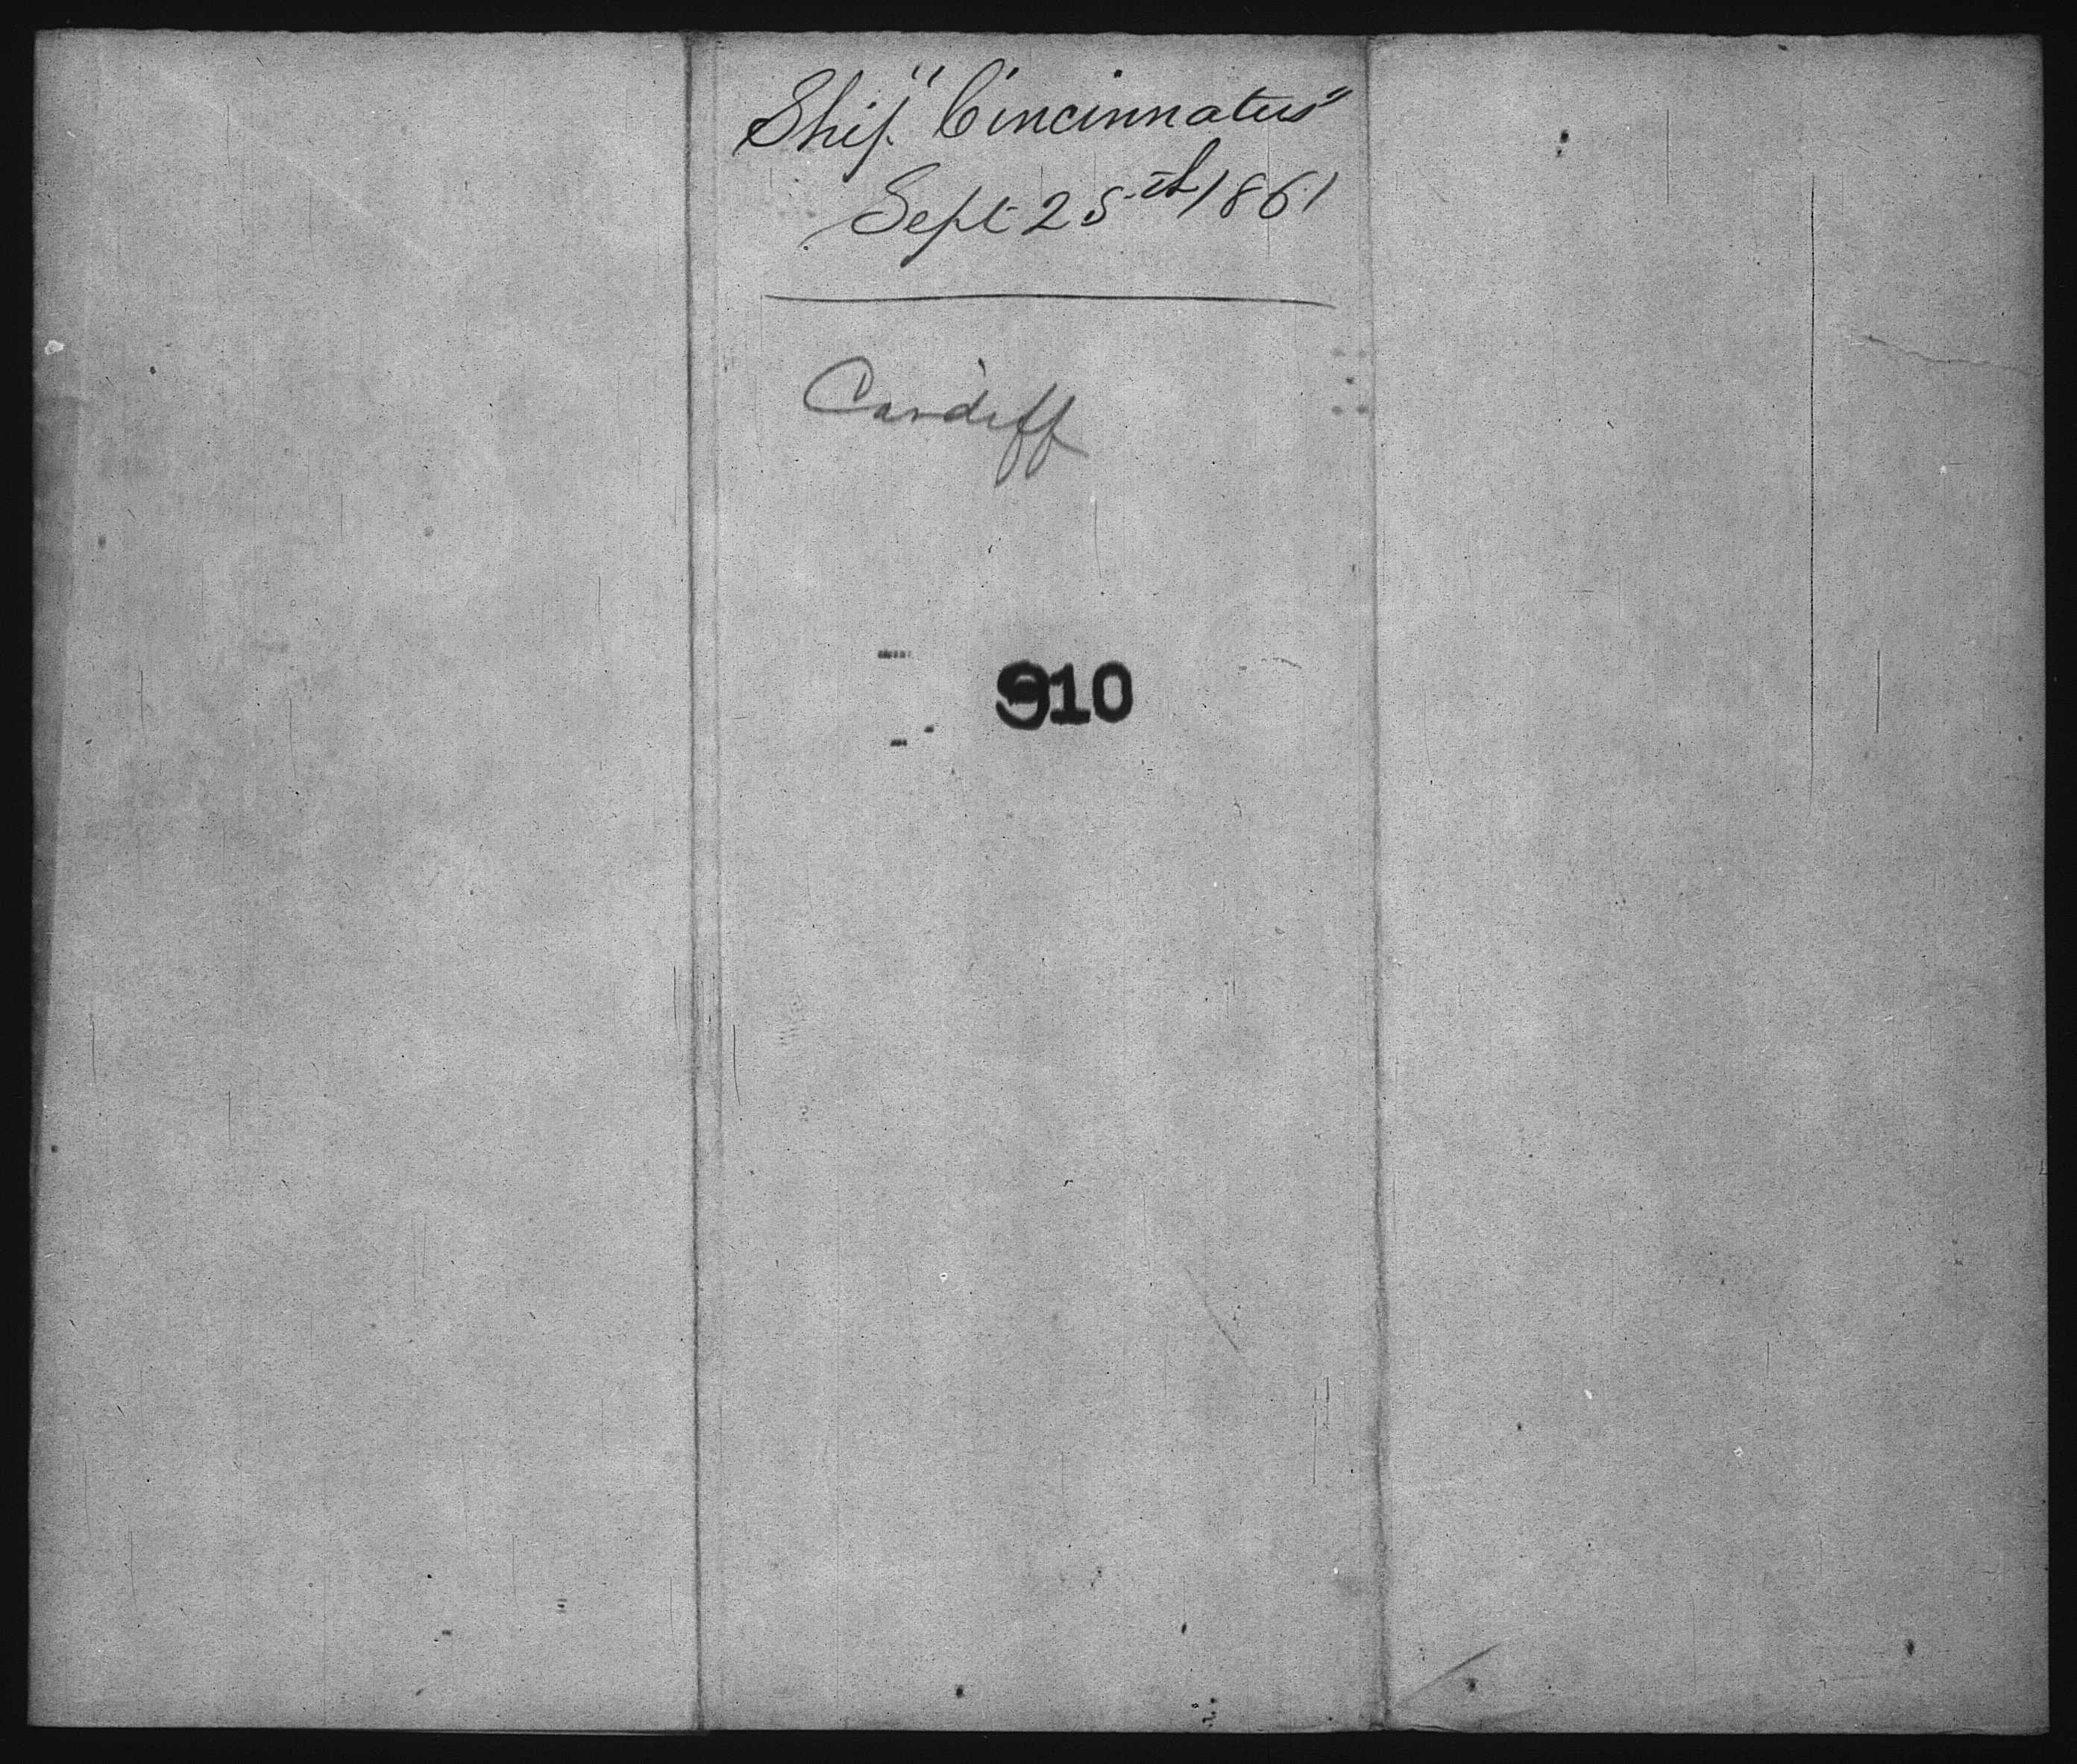 Ship "Cincinnatus"
Sept 25th 1861
Cardiff
910